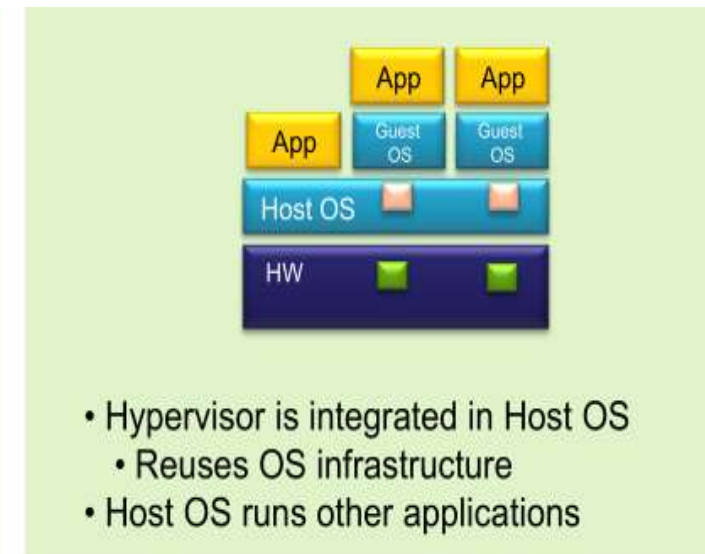 App App
App
Guest Guest
OS OS
Host OS
HW
• Hypervisor is integrated in Host OS
• Reuses OS infrastructure
• Host OS runs other applications